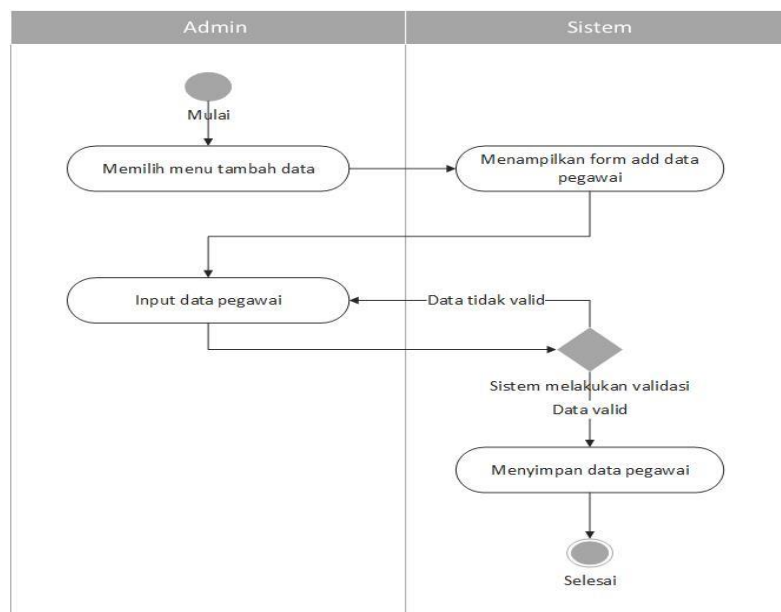 Admin
Sistem
Mulai
Memilih menu tambah data
Menampilkan form add data
pegawai
Input data pegawai
Data tidak valid
Sistem melakukan validasi
Data valid
Menyimpan data pegawai
Selesai